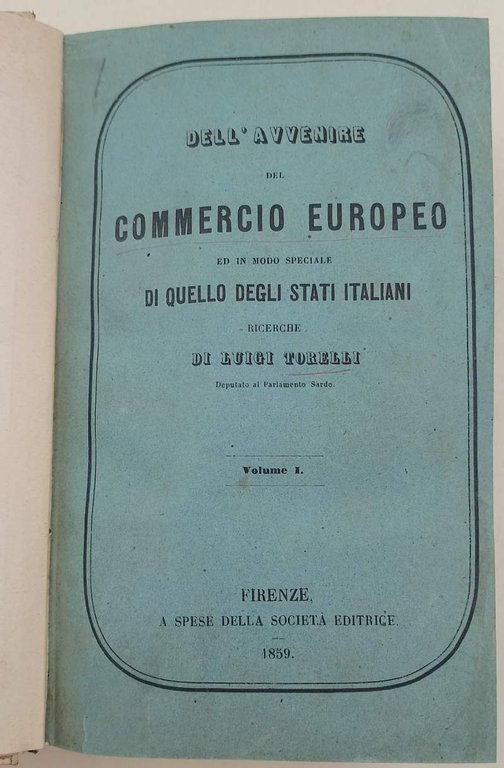 DELL' AVVENIRE
DEL
COMMERCIO EUROPEO
ED IN MODO SPECIALE
DI QUELLO DEGLI STATI ITALIANI
RICERCHE
DI LUIGI TORELLI
Deputato al Parlamento Sardo.
Volume I.
FIRENZE,
A SPESE DELLA SOCIETÀ EDITRICE.
1859.